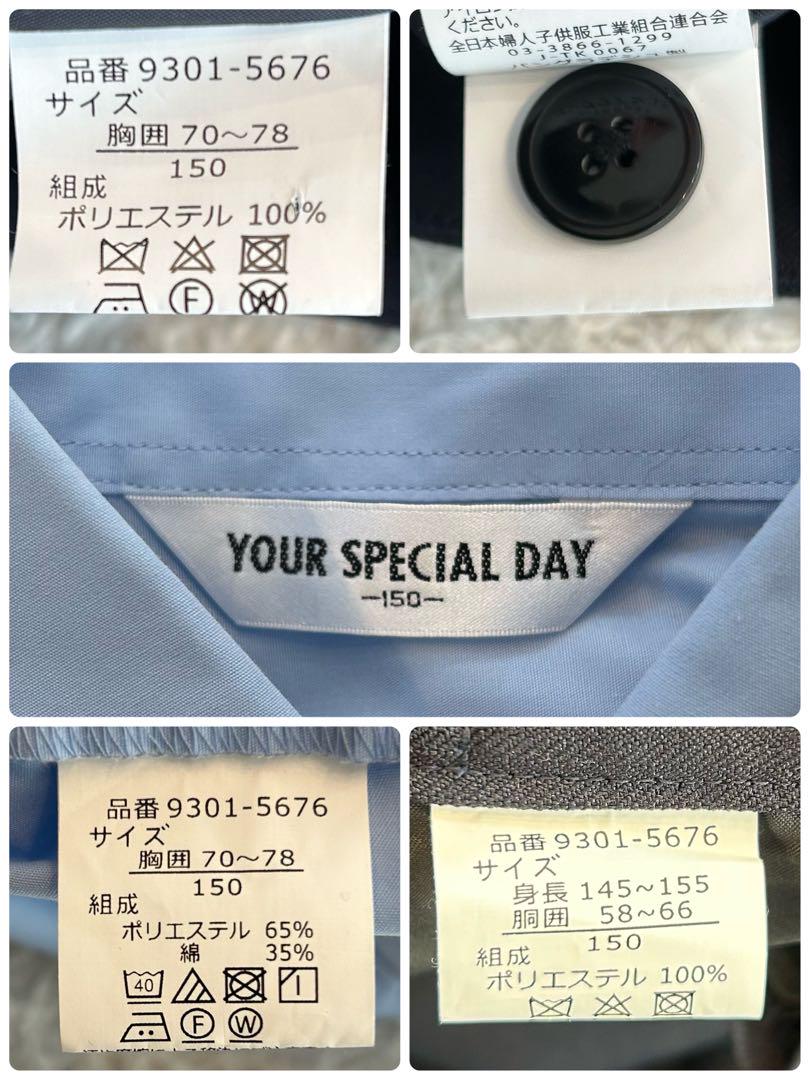 品番 9301-5676
サイズ
胸囲 70～78
150
組成
ポリエステル 100%
F
W
ください。
全日本婦人子供服工業組合連合会
03-3866-1299
J-TK 0067
YOUR SPECIAL DAY
-150-
品番 9301-5676
サイズ
胸囲 70～78
150
組成
ポリエステル 65%
綿 35%
40
F
W
品番 9301-5676
サイズ
身長 145～155
胴囲 58～66
150
組成
ポリエステル 100%